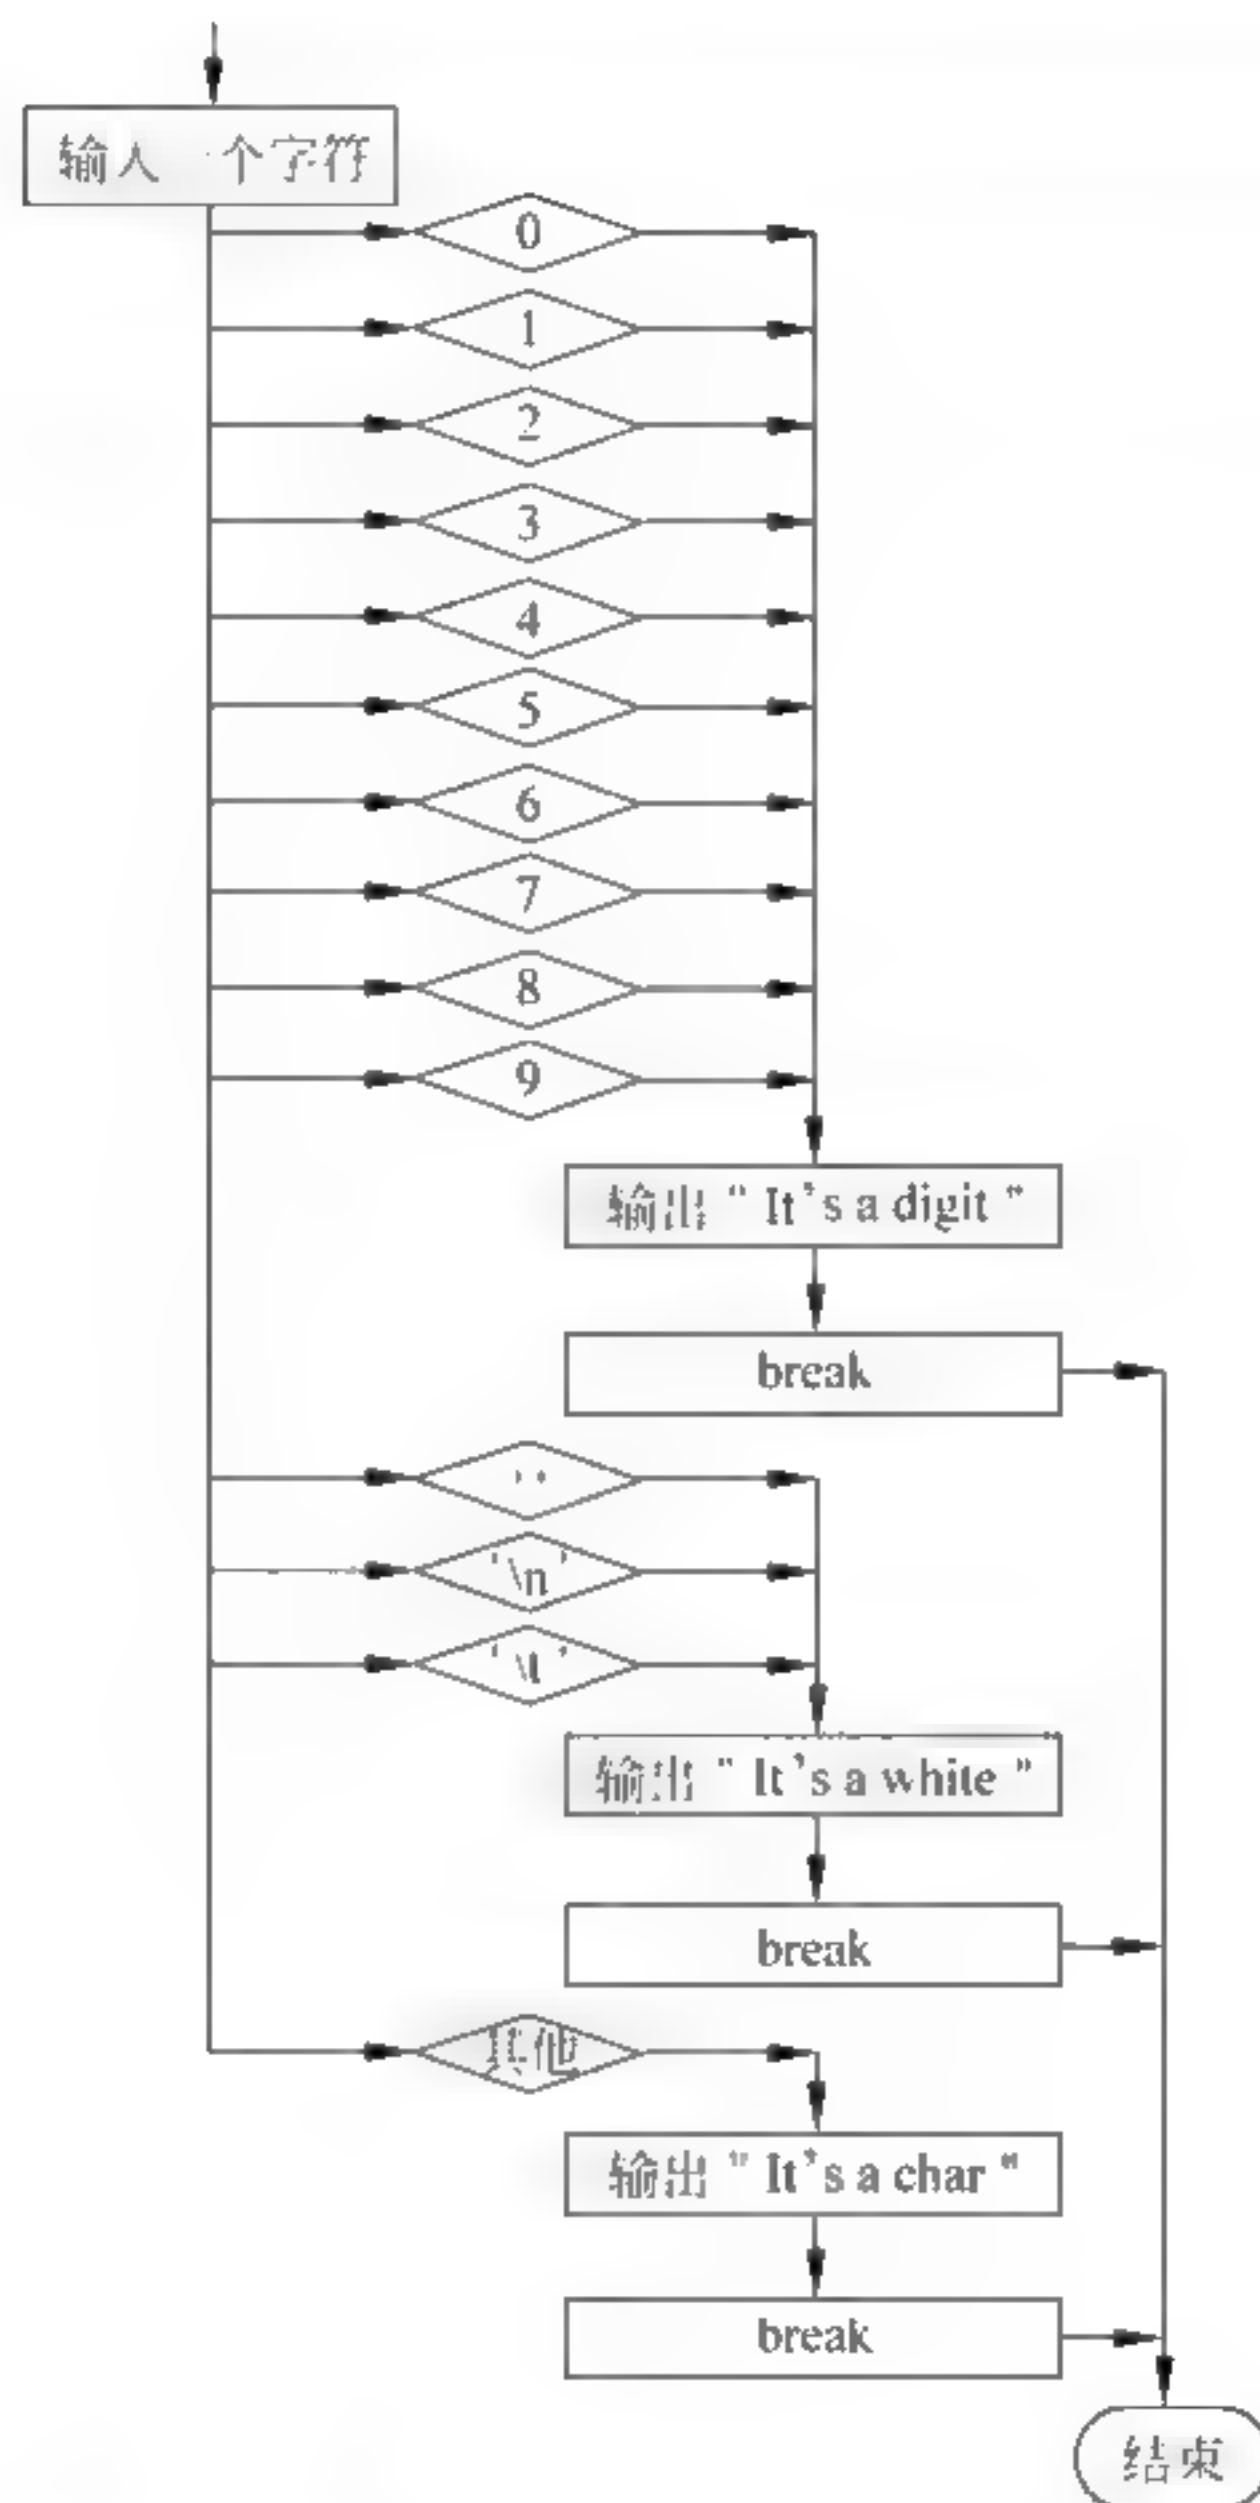 输入一个字符
0
1
2
3
4
5
6
7
8
9
输出 " It's a digit "
break
' '
'\n'
'\t'
输出 " It's a white "
break
其他
输出 " It's a char "
break
结束